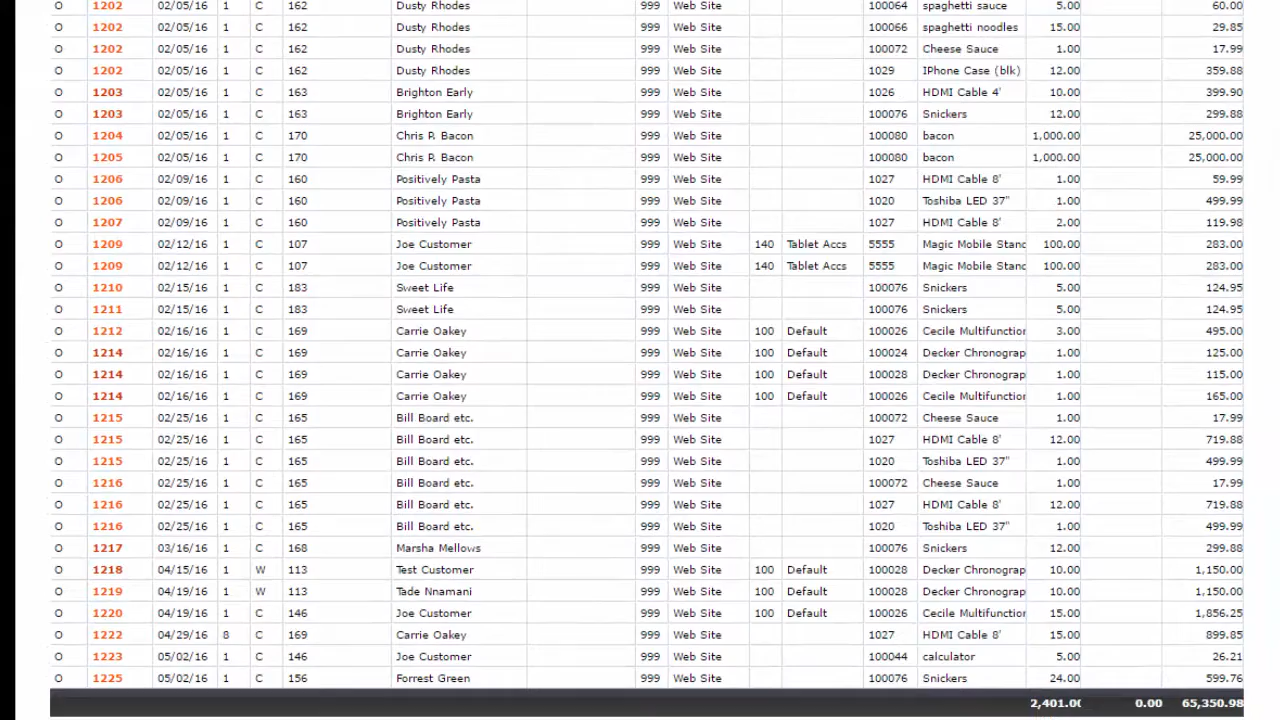 O 1202 02/05/16 1 C 162 Dusty Rhodes 999 Web Site 100064 spaghetti sauce 5.00 60.00
O 1202 02/05/16 1 C 162 Dusty Rhodes 999 Web Site 100066 spaghetti noodles 15.00 29.85
O 1202 02/05/16 1 C 162 Dusty Rhodes 999 Web Site 100072 Cheese Sauce 1.00 17.99
O 1202 02/05/16 1 C 162 Dusty Rhodes 999 Web Site 1029 IPhone Case (blk) 12.00 359.88
O 1203 02/05/16 1 C 163 Brighton Early 999 Web Site 1026 HDMI Cable 4' 10.00 399.90
O 1203 02/05/16 1 C 163 Brighton Early 999 Web Site 100076 Snickers 12.00 299.88
O 1204 02/05/16 1 C 170 Chris P. Bacon 999 Web Site 100080 bacon 1,000.00 25,000.00
O 1205 02/05/16 1 C 170 Chris P. Bacon 999 Web Site 100080 bacon 1,000.00 25,000.00
O 1206 02/09/16 1 C 160 Positively Pasta 999 Web Site 1027 HDMI Cable 8' 1.00 59.99
O 1206 02/09/16 1 C 160 Positively Pasta 999 Web Site 1020 Toshiba LED 37" 1.00 499.99
O 1207 02/09/16 1 C 160 Positively Pasta 999 Web Site 1027 HDMI Cable 8' 2.00 119.98
O 1209 02/12/16 1 C 107 Joe Customer 999 Web Site 140 Tablet Accs 5555 Magic Mobile Stanc 100.00 283.00
O 1209 02/12/16 1 C 107 Joe Customer 999 Web Site 140 Tablet Accs 5555 Magic Mobile Stanc 100.00 283.00
O 1210 02/15/16 1 C 183 Sweet Life 999 Web Site 100076 Snickers 5.00 124.95
O 1211 02/15/16 1 C 183 Sweet Life 999 Web Site 100076 Snickers 5.00 124.95
O 1212 02/16/16 1 C 169 Carrie Oakey 999 Web Site 100 Default 100026 Cecile Multifunction 3.00 495.00
O 1214 02/16/16 1 C 169 Carrie Oakey 999 Web Site 100 Default 100024 Decker Chronograp 1.00 125.00
O 1214 02/16/16 1 C 169 Carrie Oakey 999 Web Site 100 Default 100028 Decker Chronograp 1.00 115.00
O 1214 02/16/16 1 C 169 Carrie Oakey 999 Web Site 100 Default 100026 Cecile Multifunction 1.00 165.00
O 1215 02/25/16 1 C 165 Bill Board etc. 999 Web Site 100072 Cheese Sauce 1.00 17.99
O 1215 02/25/16 1 C 165 Bill Board etc. 999 Web Site 1027 HDMI Cable 8' 12.00 719.88
O 1215 02/25/16 1 C 165 Bill Board etc. 999 Web Site 1020 Toshiba LED 37" 1.00 499.99
O 1216 02/25/16 1 C 165 Bill Board etc. 999 Web Site 100072 Cheese Sauce 1.00 17.99
O 1216 02/25/16 1 C 165 Bill Board etc. 999 Web Site 1027 HDMI Cable 8' 12.00 719.88
O 1216 02/25/16 1 C 165 Bill Board etc. 999 Web Site 1020 Toshiba LED 37" 1.00 499.99
O 1217 03/16/16 1 C 168 Marsha Mellows 999 Web Site 100076 Snickers 12.00 299.88
O 1218 04/15/16 1 W 113 Test Customer 999 Web Site 100 Default 100028 Decker Chronograp 10.00 1,150.00
O 1219 04/19/16 1 W 113 Tade Nnamani 999 Web Site 100 Default 100028 Decker Chronograp 10.00 1,150.00
O 1220 04/19/16 1 C 146 Joe Customer 999 Web Site 100 Default 100026 Cecile Multifunction 15.00 1,856.25
O 1222 04/29/16 8 C 169 Carrie Oakey 999 Web Site 1027 HDMI Cable 8' 15.00 899.85
O 1223 05/02/16 1 C 146 Joe Customer 999 Web Site 100044 calculator 5.00 26.21
O 1225 05/02/16 1 C 156 Forrest Green 999 Web Site 100076 Snickers 24.00 599.76
2,401.00 0.00 65,350.98